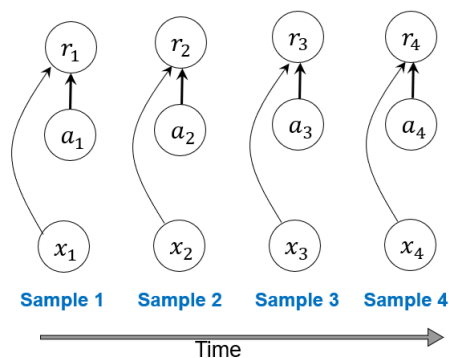 r₁ r₂ r₃ r₄
a₁ a₂ a₃ a₄
x₁ x₂ x₃ x₄
Sample 1 Sample 2 Sample 3 Sample 4
Time